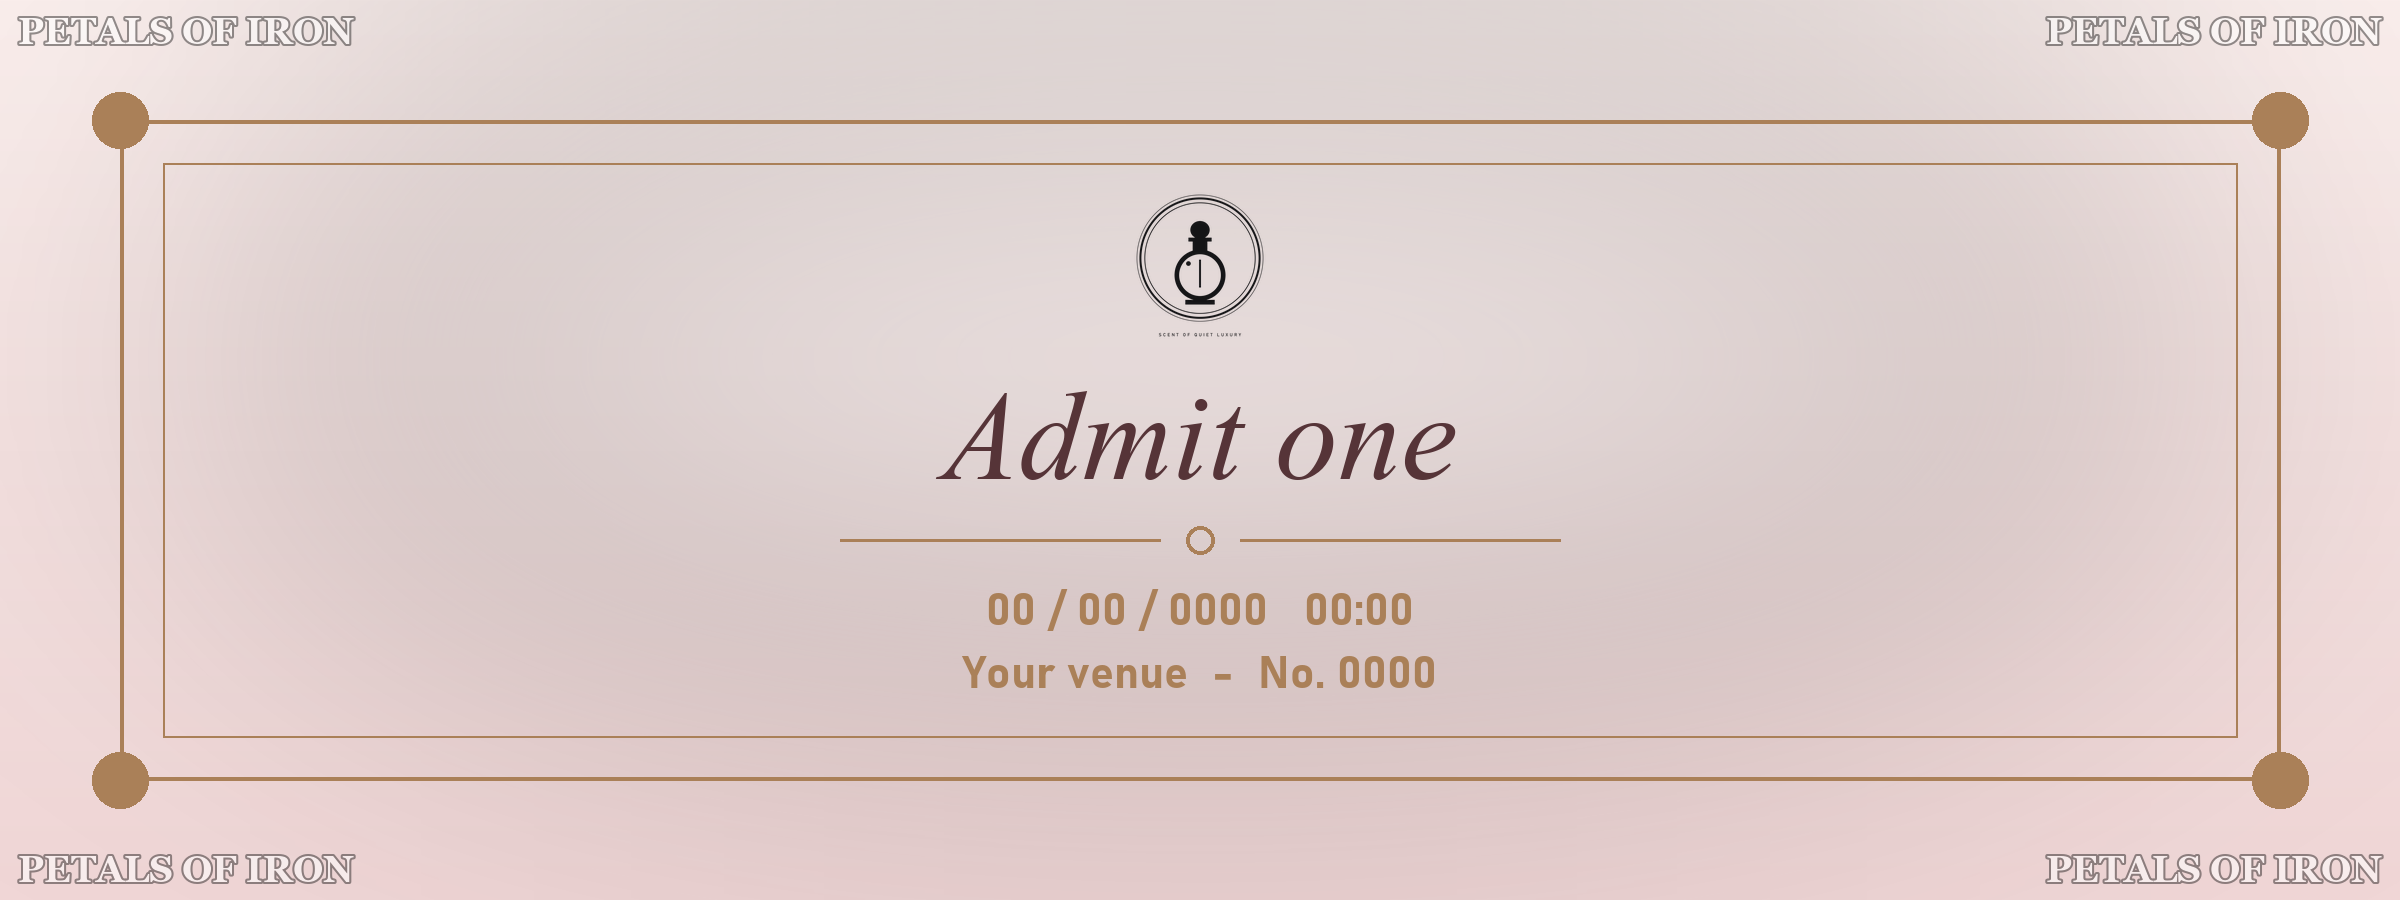 PETALS OF IRON
PETALS OF IRON
SCENT OF QUIET LUXURY
Admit one
00 / 00 / 0000 00:00
Your venue - No. 0000
PETALS OF IRON
PETALS OF IRON